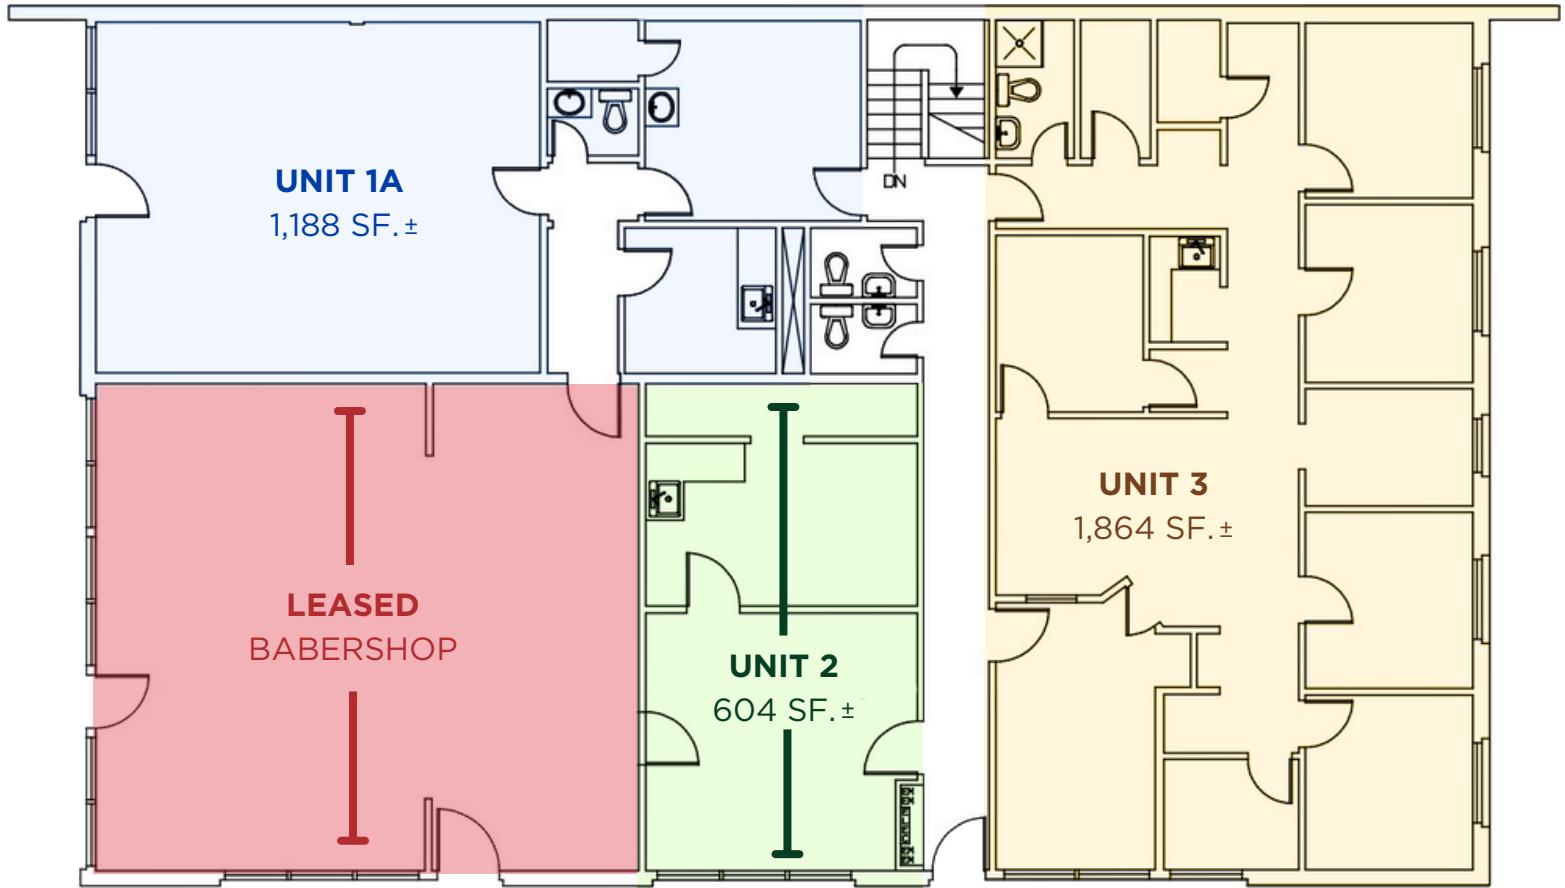 UNIT 1A
1,188 SF.±
DN
UNIT 3
1,864 SF.±
LEASED
BABERSHOP
UNIT 2
604 SF.±